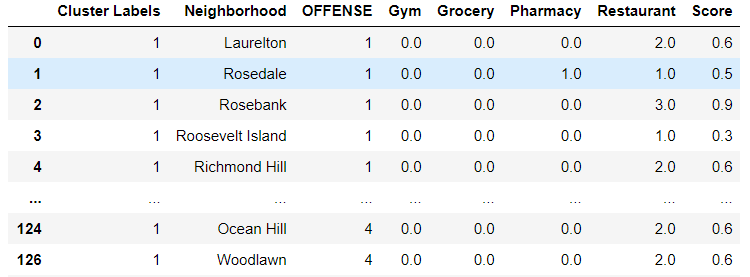 Cluster Labels Neighborhood OFFENSE Gym Grocery Pharmacy Restaurant Score
0 1 Laurelton 1 0.0 0.0 0.0 2.0 0.6
1 1 Rosedale 1 0.0 0.0 1.0 1.0 0.5
2 1 Rosebank 1 0.0 0.0 0.0 3.0 0.9
3 1 Roosevelt Island 1 0.0 0.0 0.0 1.0 0.3
4 1 Richmond Hill 1 0.0 0.0 0.0 2.0 0.6
... ... ... ... ... ... ... ... ...
124 1 Ocean Hill 4 0.0 0.0 0.0 2.0 0.6
126 1 Woodlawn 4 0.0 0.0 0.0 2.0 0.6